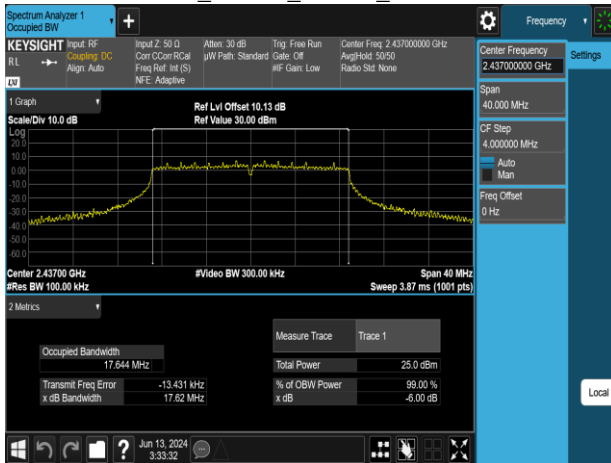 Spectrum Analyzer 1
Occupied BW
Frequency
KEYSIGHT
Input: RF
Coupling: DC
Align: Auto
RL
LXI
Input Z: 50 Ω
Corr CCorr RCal
Freq Ref: Int (S)
NFE: Adaptive
Atten: 30 dB
µW Path: Standard
Trig: Free Run
Gate: Off
#IF Gain: Low
Center Freq: 2.437000000 GHz
Avg|Hold: 50/50
Radio Std: None
Center Frequency
2.437000000 GHz
Settings
Span
40.000 MHz
CF Step
4.000000 MHz
Auto
Man
Freq Offset
0 Hz
1 Graph
Scale/Div 10.0 dB
Ref Lvl Offset 10.13 dB
Ref Value 30.00 dBm
Log
20.0
10.0
0.00
-10.0
-20.0
-30.0
-40.0
-50.0
-60.0
Center 2.43700 GHz
#Res BW 100.00 kHz
#Video BW 300.00 kHz
Span 40 MHz
Sweep 3.87 ms (1001 pts)
2 Metrics
Measure Trace
Trace 1
Occupied Bandwidth
17.644 MHz
Total Power
25.0 dBm
Transmit Freq Error
-13.431 kHz
% of OBW Power
99.00 %
x dB Bandwidth
17.62 MHz
x dB
-6.00 dB
Local
Jun 13, 2024
3:33:32